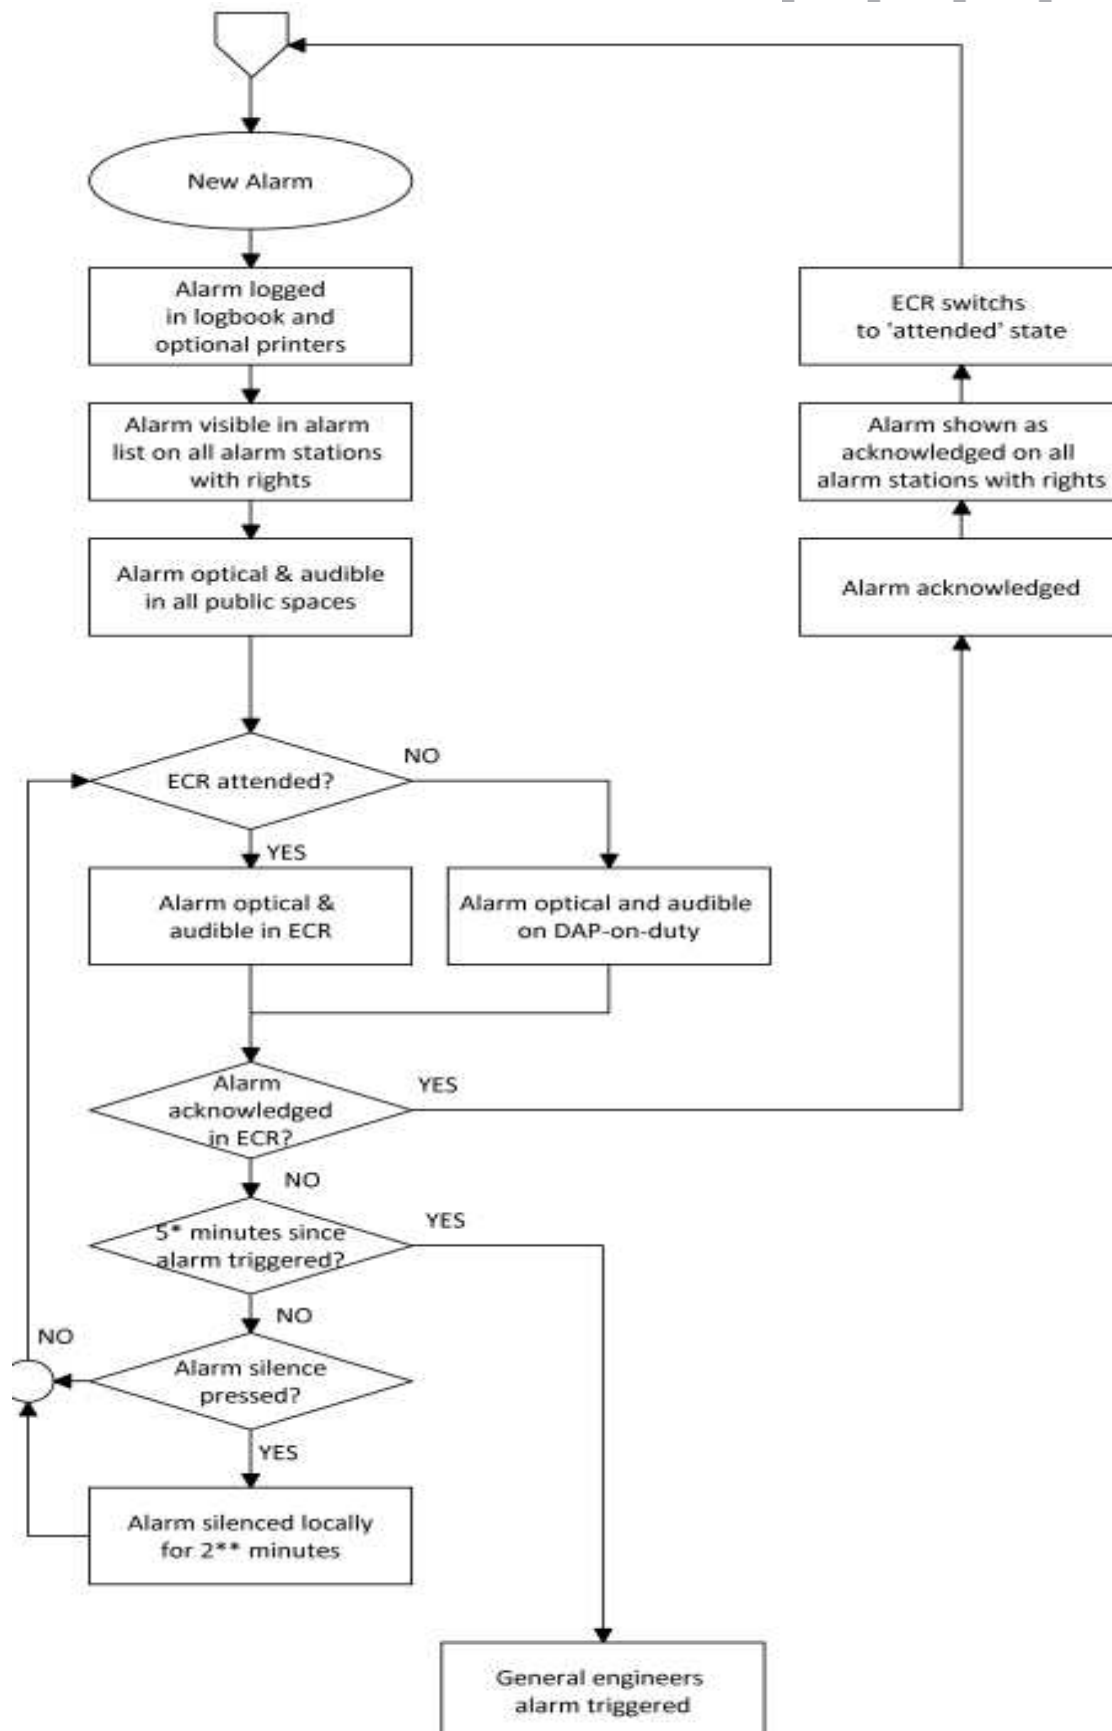 New Alarm
Alarm logged
in logbook and
optional printers
ECR switchs
to 'attended' state
Alarm visible in alarm
list on all alarm stations
with rights
Alarm shown as
acknowledged on all
alarm stations with rights
Alarm optical & audible
in all public spaces
Alarm acknowledged
ECR attended?
NO
YES
Alarm optical &
audible in ECR
Alarm optical and audible
on DAP-on-duty
Alarm
acknowledged
in ECR?
YES
NO
5* minutes since
alarm triggered?
YES
NO
Alarm silence
pressed?
NO
YES
Alarm silenced locally
for 2** minutes
General engineers
alarm triggered